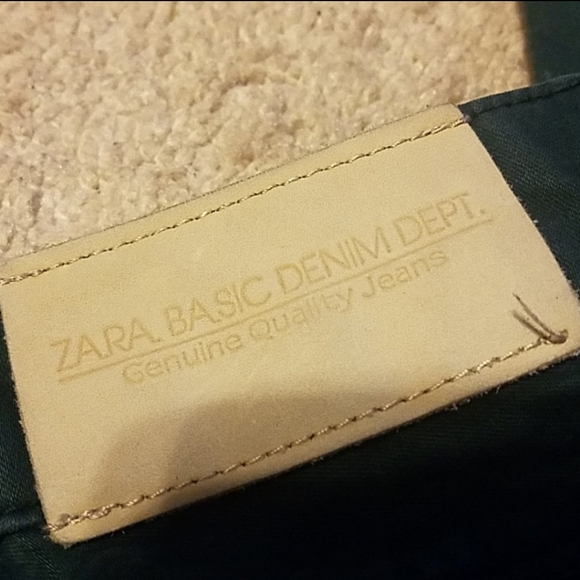 ZARA. BASIC DENIM DEPT.
Genuine Quality Jeans